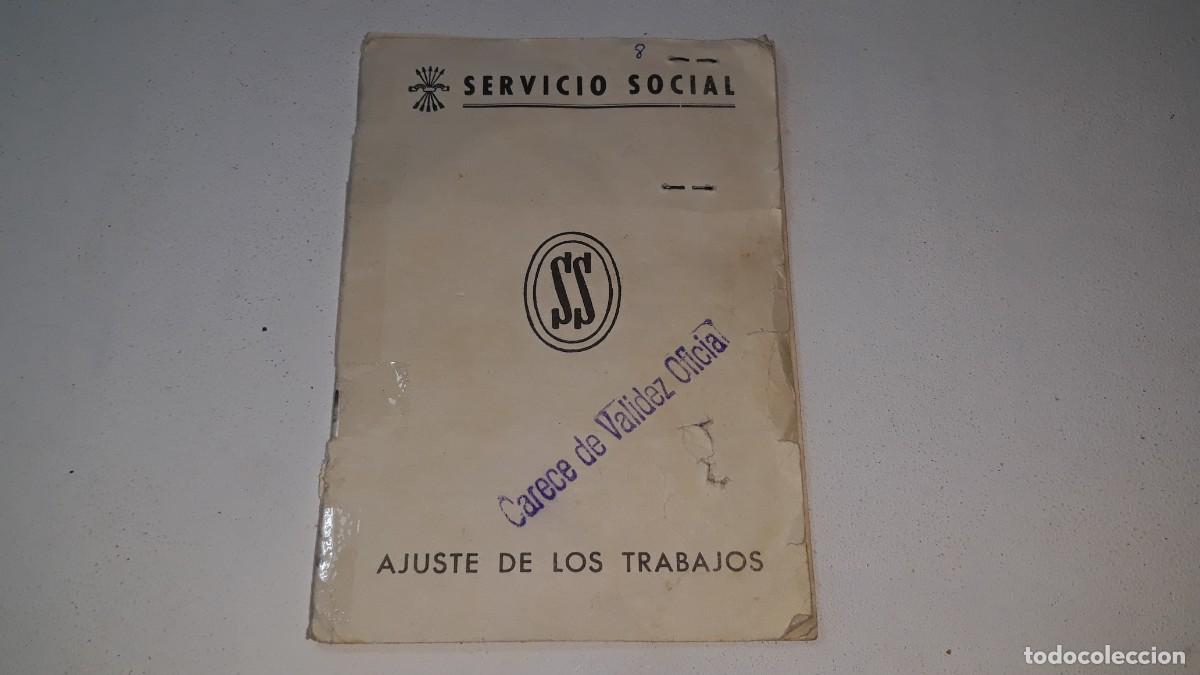 8
SERVICIO SOCIAL
SS
Carece de Validez Oficial
AJUSTE DE LOS TRABAJOS
todocoleccion